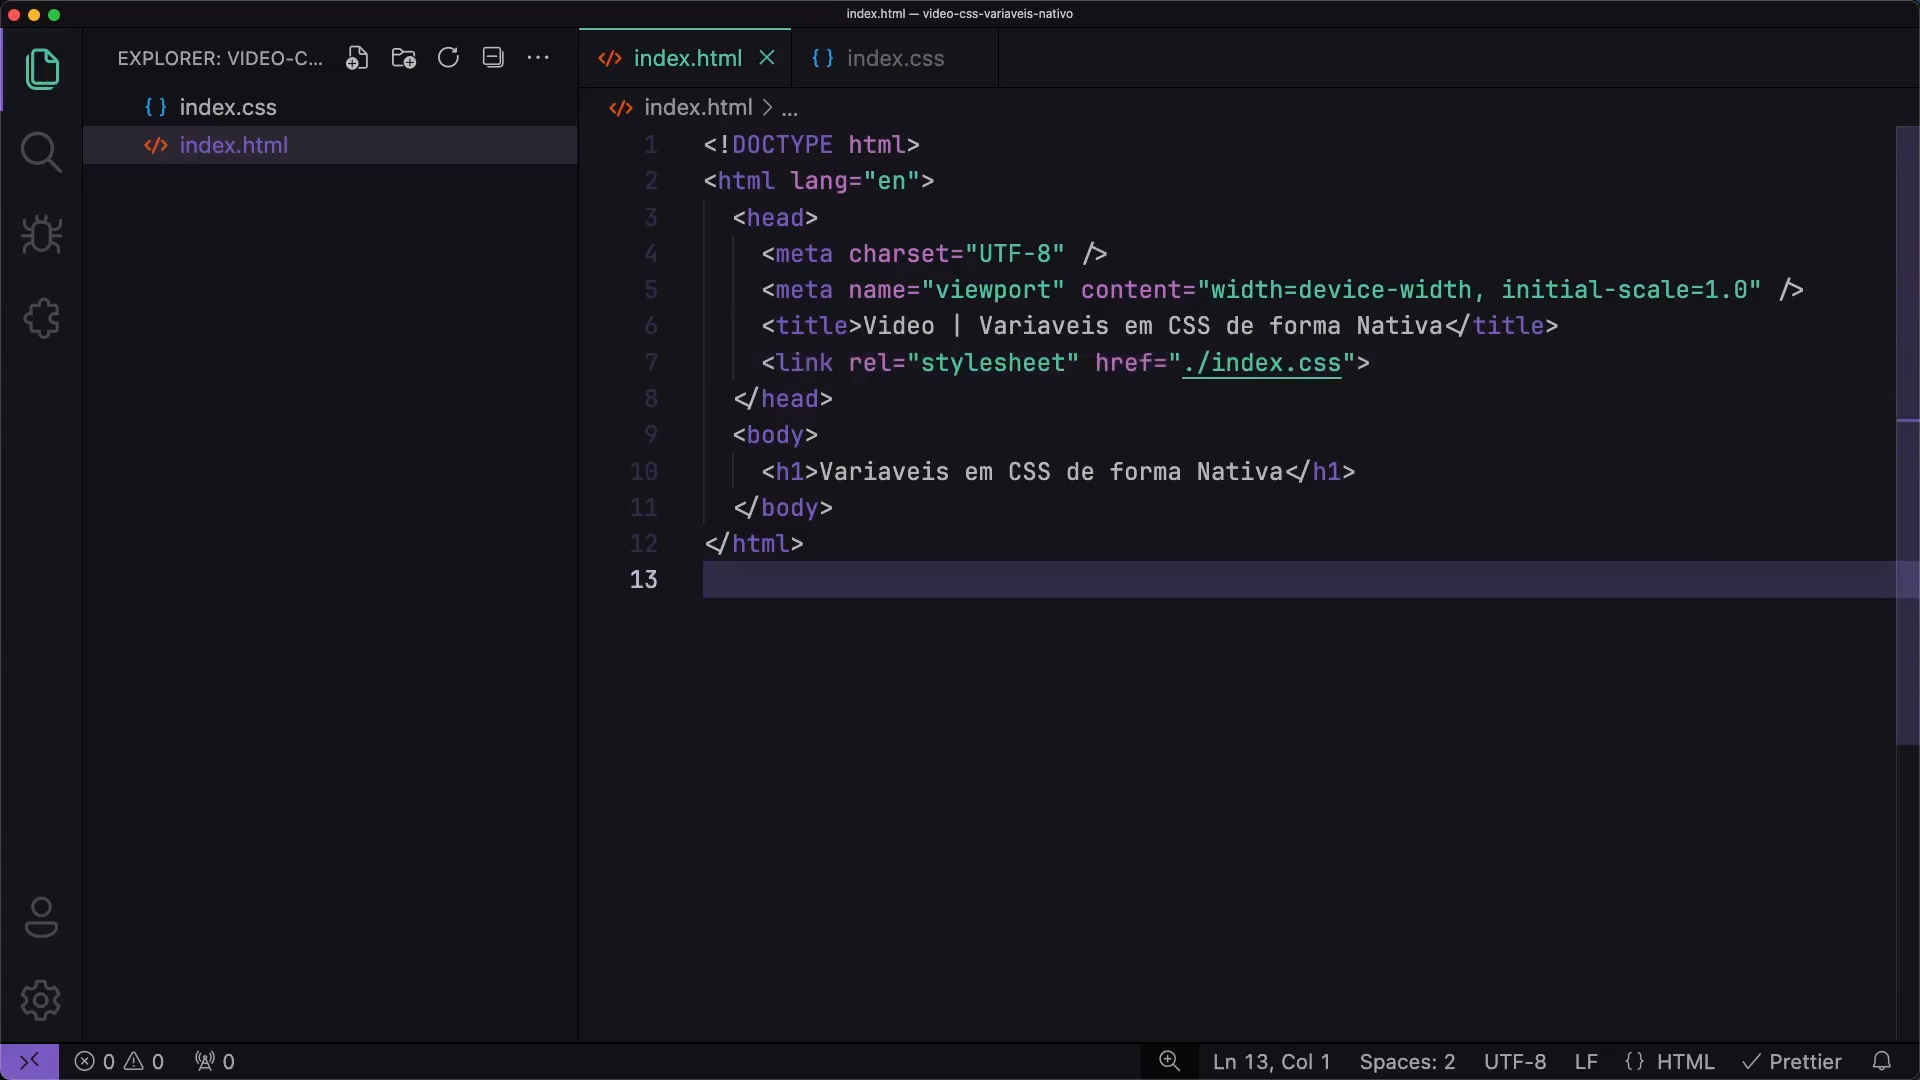 index.html — video-css-variaveis-nativo
EXPLORER: VIDEO-C...
index.css
index.html
index.html
index.css
index.html > ...
1 <!DOCTYPE html>
2 <html lang="en">
3 <head>
4 <meta charset="UTF-8" />
5 <meta name="viewport" content="width=device-width, initial-scale=1.0" />
6 <title>Video | Variaveis em CSS de forma Nativa</title>
7 <link rel="stylesheet" href="./index.css">
8 </head>
9 <body>
10 <h1>Variaveis em CSS de forma Nativa</h1>
11 </body>
12 </html>
13
0 0 0
Ln 13, Col 1 Spaces: 2 UTF-8 LF {} HTML Prettier